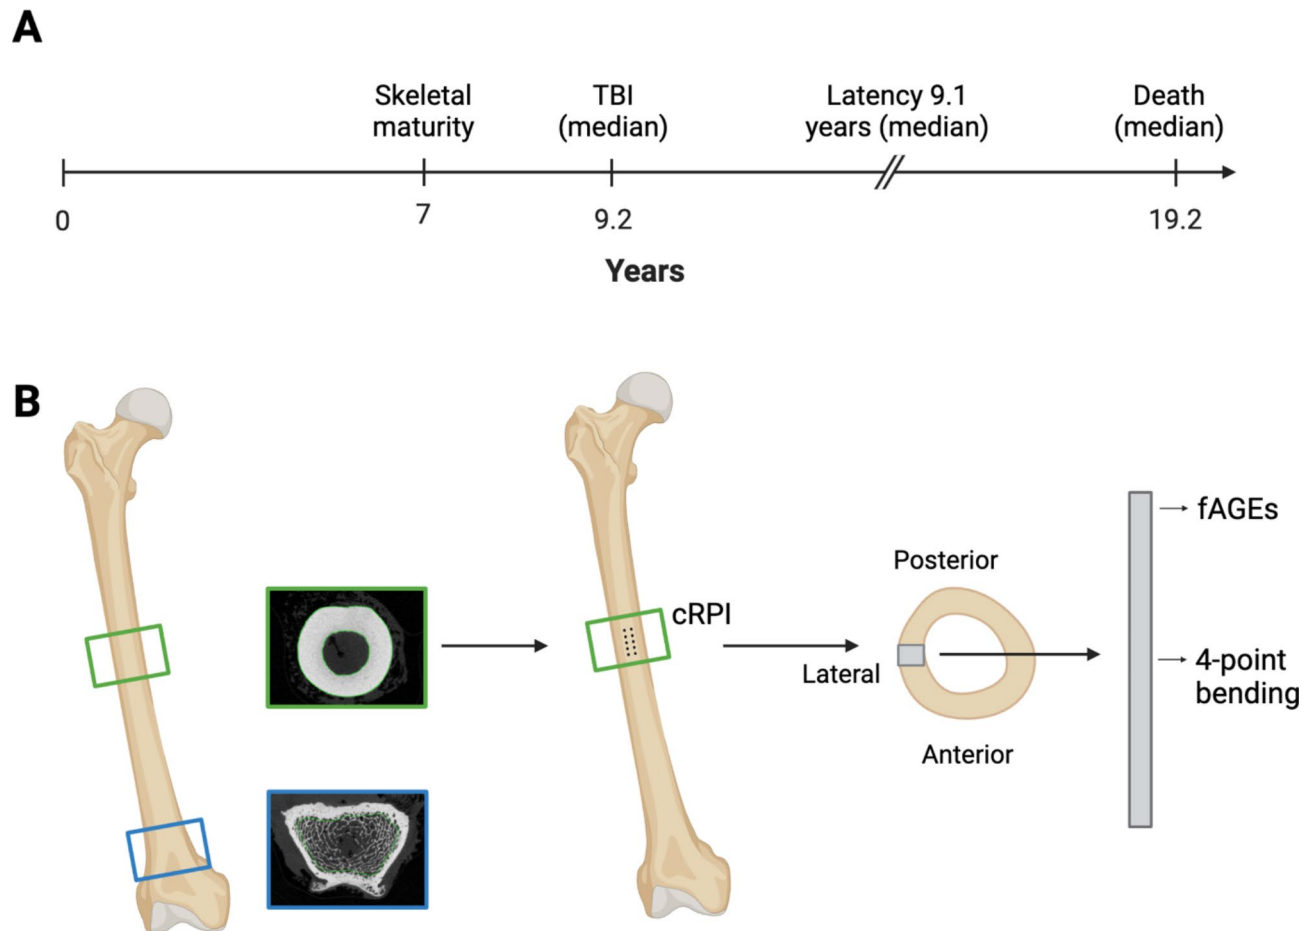 A
Skeletal
maturity
TBI
(median)
Latency 9.1
years (median)
Death
(median)
0
7
9.2
19.2
Years
B
cRPI
Posterior
Lateral
Anterior
fAGEs
4-point
bending